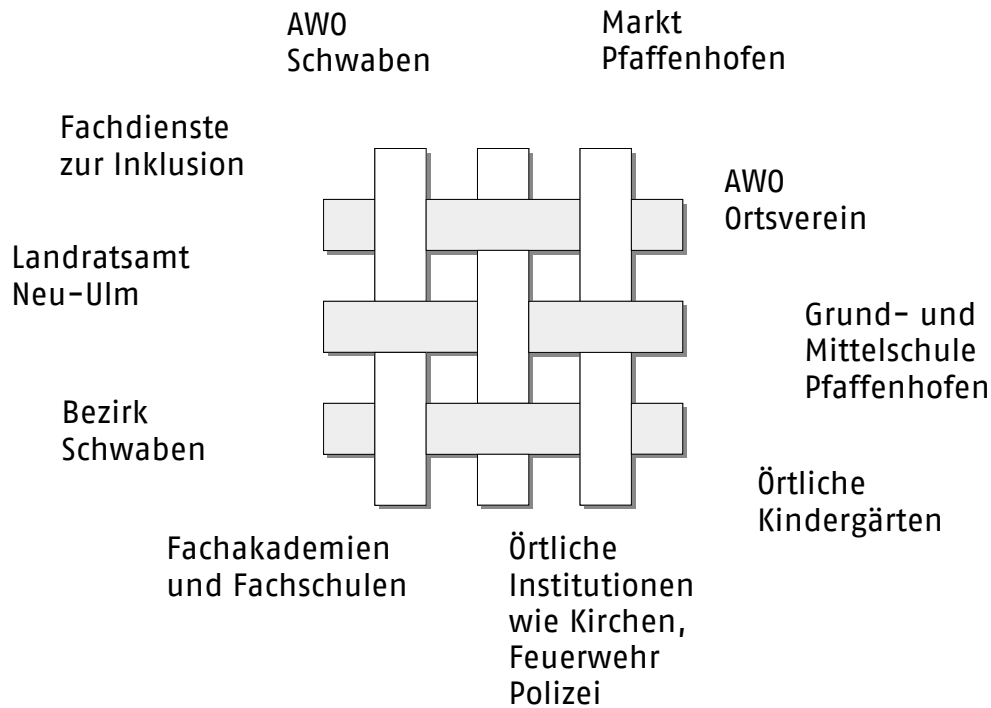 AWO
Schwaben
Markt
Pfaffenhofen
Fachdienste
zur Inklusion
AWO
Ortsverein
Landratsamt
Neu-Ulm
Grund- und
Mittelschule
Pfaffenhofen
Bezirk
Schwaben
Örtliche
Kindergärten
Fachakademien
und Fachschulen
Örtliche
Institutionen
wie Kirchen,
Feuerwehr
Polizei